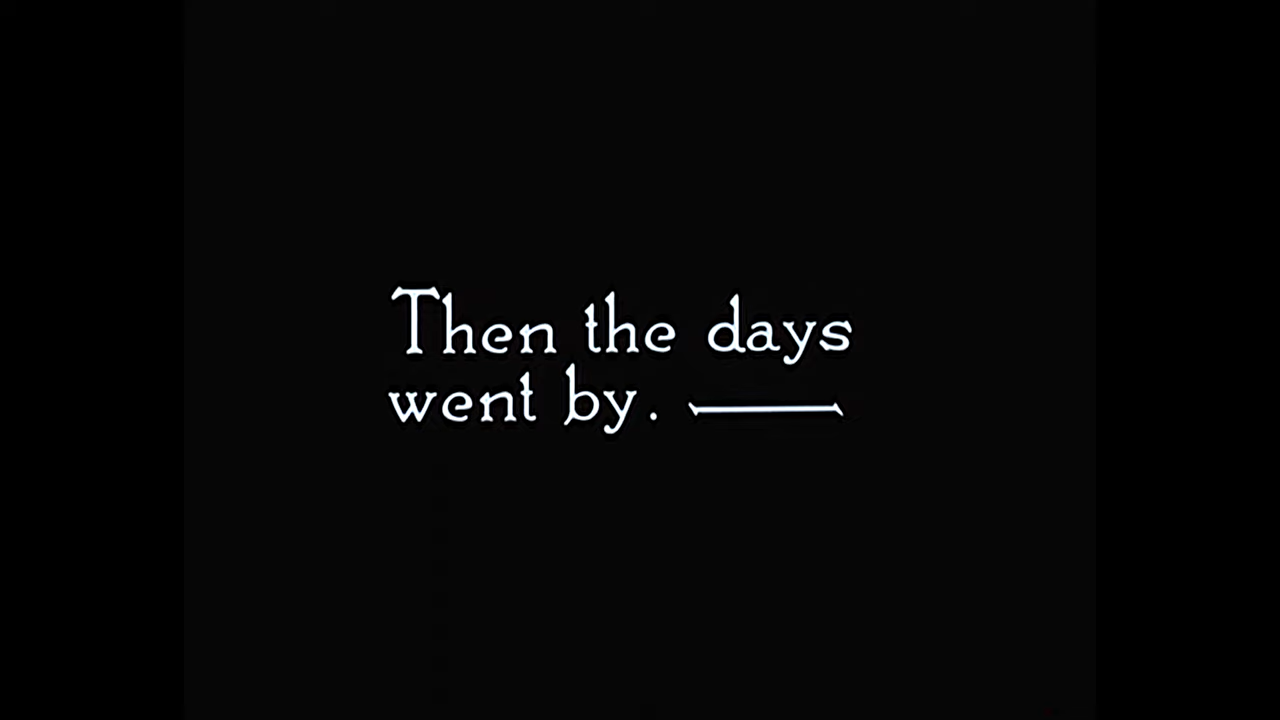 Then the days
went by. ——